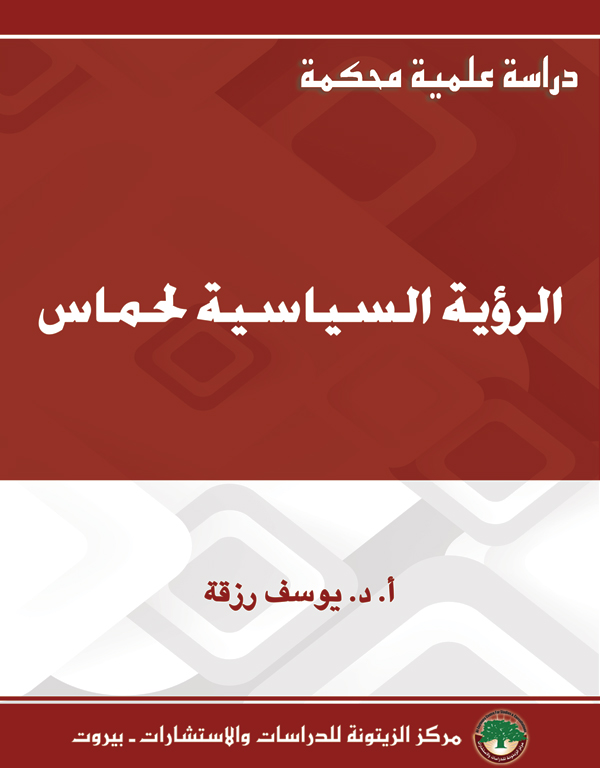 دراسة علمية محكمة
الرؤية السياسية لحماس
أ. د. يوسف رزقة
مركز الزيتونة للدراسات والاستشارات - بيروت